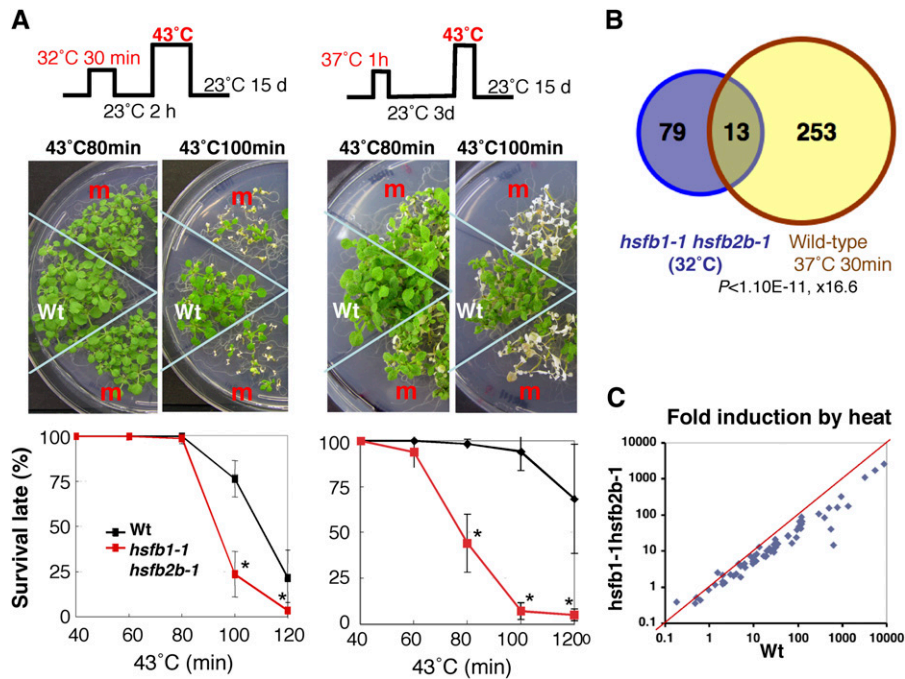 A
43˚C
32˚C 30 min
23˚C 2 h
23˚C 15 d
43˚C
37˚C 1h
23˚C 3d
23˚C 15 d
43˚C80min
43˚C100min
m
Wt
m
m
m
43˚C80min
43˚C100min
m
Wt
m
m
m
Survival late (%)
100
75
50
25
0
Wt
hsfb1-1
hsfb2b-1
*
*
40 60 80 100 120
43˚C (min)
100
75
50
25
0
*
*
*
40 60 80 100 1200
43˚C (min)
B
79
13
253
hsfb1-1 hsfb2b-1
(32˚C)
Wild-type
37˚C 30min
P<1.10E-11, x16.6
C
Fold induction by heat
hsfb1-1hsfb2b-1
10000
1000
100
10
1
0.1
0.1 1 10 100 1000 10000
Wt